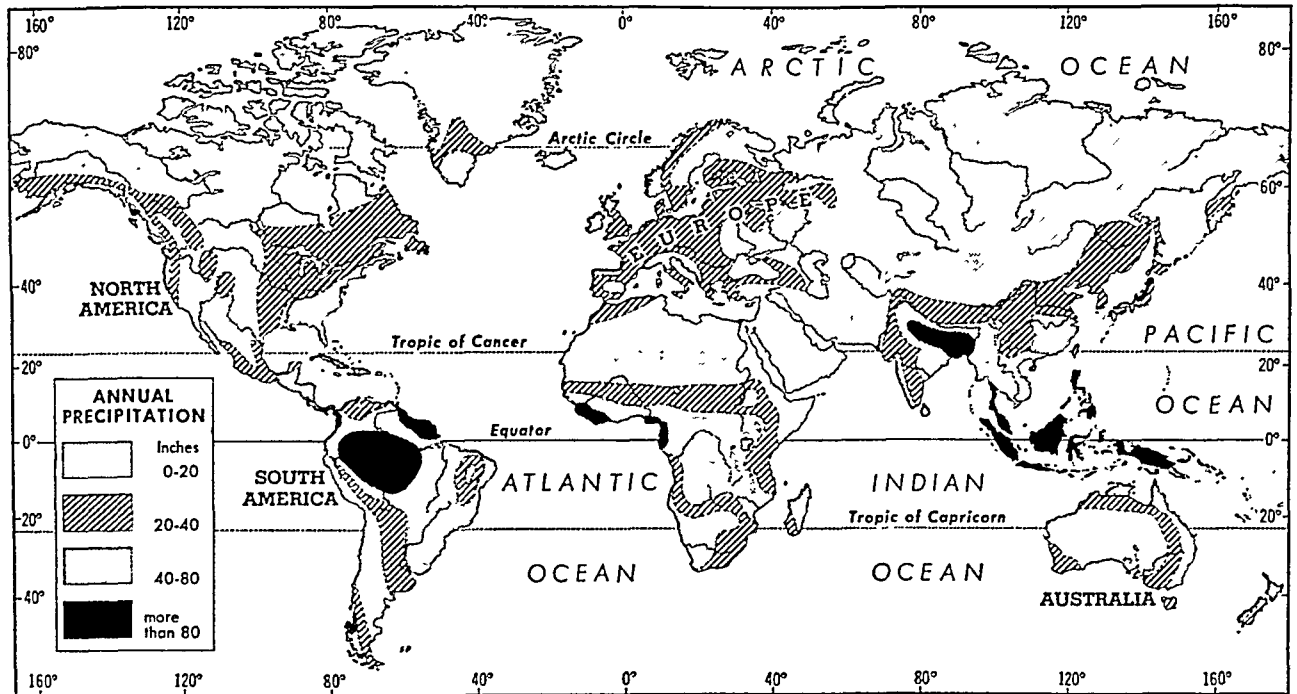 160° 120° 80° 40° 0° 40° 80° 120° 160°
80° ARCTIC OCEAN 80°
Arctic Circle
60°
EUROPE
40° 40°
NORTH
AMERICA
PACIFIC
Tropic of Cancer
20° 20°
OCEAN
ANNUAL
PRECIPITATION
Inches
0-20
20-40
40-80
more
than 80
0° Equator 0°
SOUTH
AMERICA
ATLANTIC INDIAN
20° Tropic of Capricorn 20°
OCEAN OCEAN
AUSTRALIA
40° 40°
160° 120° 80° 40° 0° 40° 80° 120° 160°